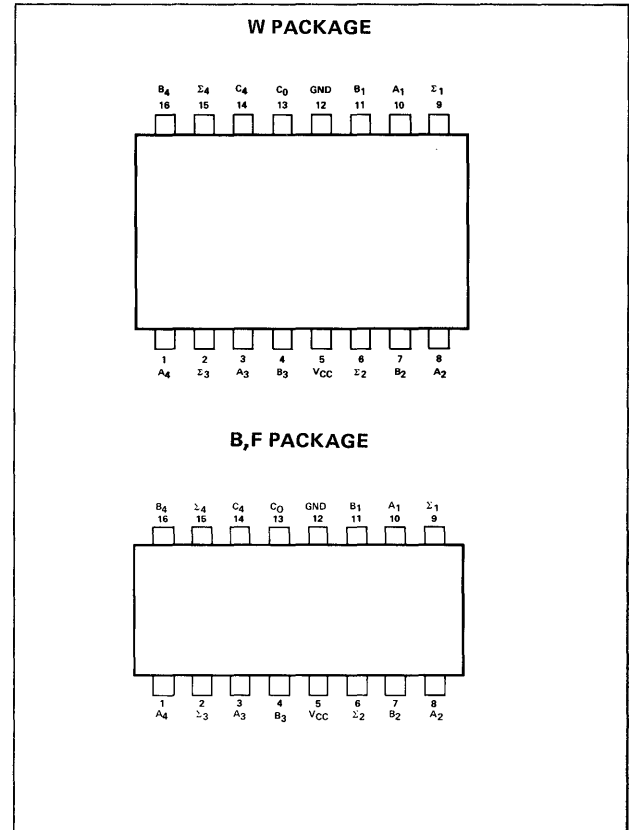 W PACKAGE
B₄ Σ₄ C₄ C₀ GND B₁ A₁ Σ₁
16 15 14 13 12 11 10 9
1 2 3 4 5 6 7 8
A₄ Σ₃ A₃ B₃ VCC Σ₂ B₂ A₂
B,F PACKAGE
B₄ Σ₄ C₄ C₀ GND B₁ A₁ Σ₁
16 15 14 13 12 11 10 9
1 2 3 4 5 6 7 8
A₄ Σ₃ A₃ B₃ VCC Σ₂ B₂ A₂